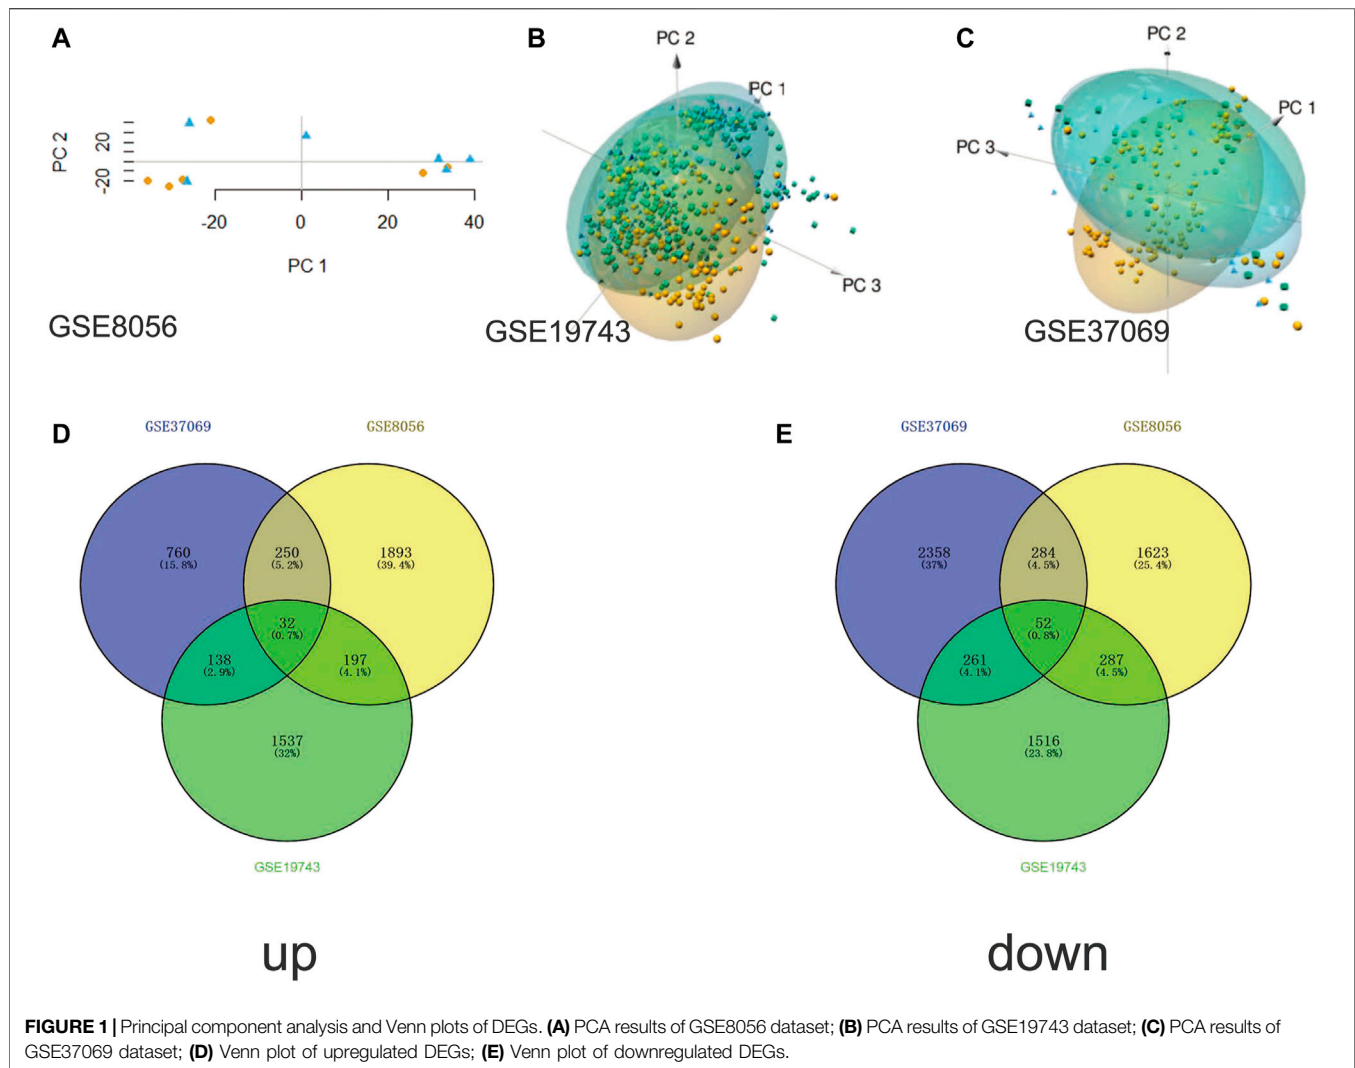 A
PC 2
20
-20
-20
0
20
40
PC 1
GSE8056
B
PC 2
PC 1
PC 3
GSE19743
C
PC 2
PC 1
PC 3
GSE37069
D
GSE37069
GSE8056
760
(15.8%)
250
(5.2%)
1893
(39.4%)
32
(0.7%)
138
(2.9%)
197
(4.1%)
1537
(32%)
GSE19743
up
E
GSE37069
GSE8056
2358
(37%)
284
(4.5%)
1623
(25.4%)
52
(0.8%)
261
(4.1%)
287
(4.5%)
1516
(23.8%)
GSE19743
down
FIGURE 1 | Principal component analysis and Venn plots of DEGs. (A) PCA results of GSE8056 dataset; (B) PCA results of GSE19743 dataset; (C) PCA results of
GSE37069 dataset; (D) Venn plot of upregulated DEGs; (E) Venn plot of downregulated DEGs.